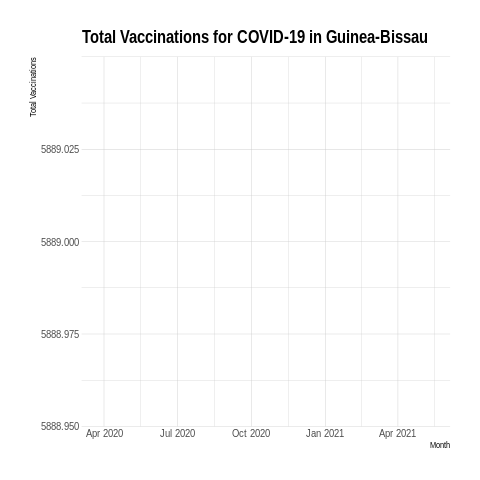 Total Vaccinations for COVID-19 in Guinea-Bissau
Total Vaccinations
5889.025
5889.000
5888.975
5888.950
Apr 2020 Jul 2020 Oct 2020 Jan 2021 Apr 2021
Month